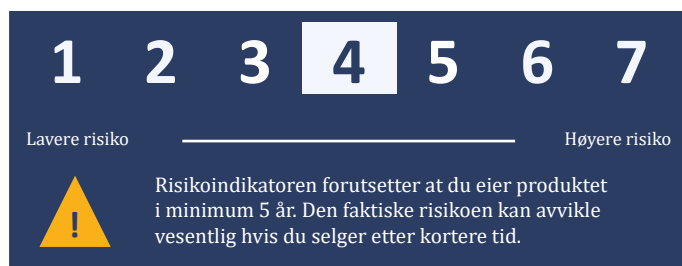 1 2 3 4 5 6 7
Lavere risiko Høyere risiko
!
Risikoindikatoren forutsetter at du eier produktet
i minimum 5 år. Den faktiske risikoen kan avvikle
vesentlig hvis du selger etter kortere tid.